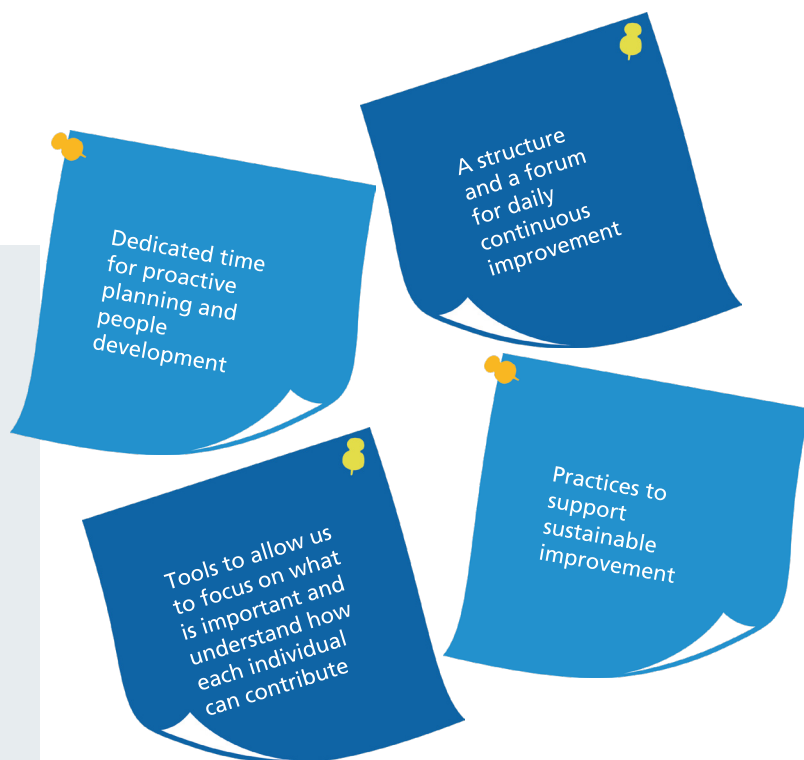 Dedicated time
for proactive
planning and
people
development
A structure
and a forum
for daily
continuous
improvement
Tools to allow us
to focus on what
is important and
understand how
each individual
can contribute
Practices to
support
sustainable
improvement